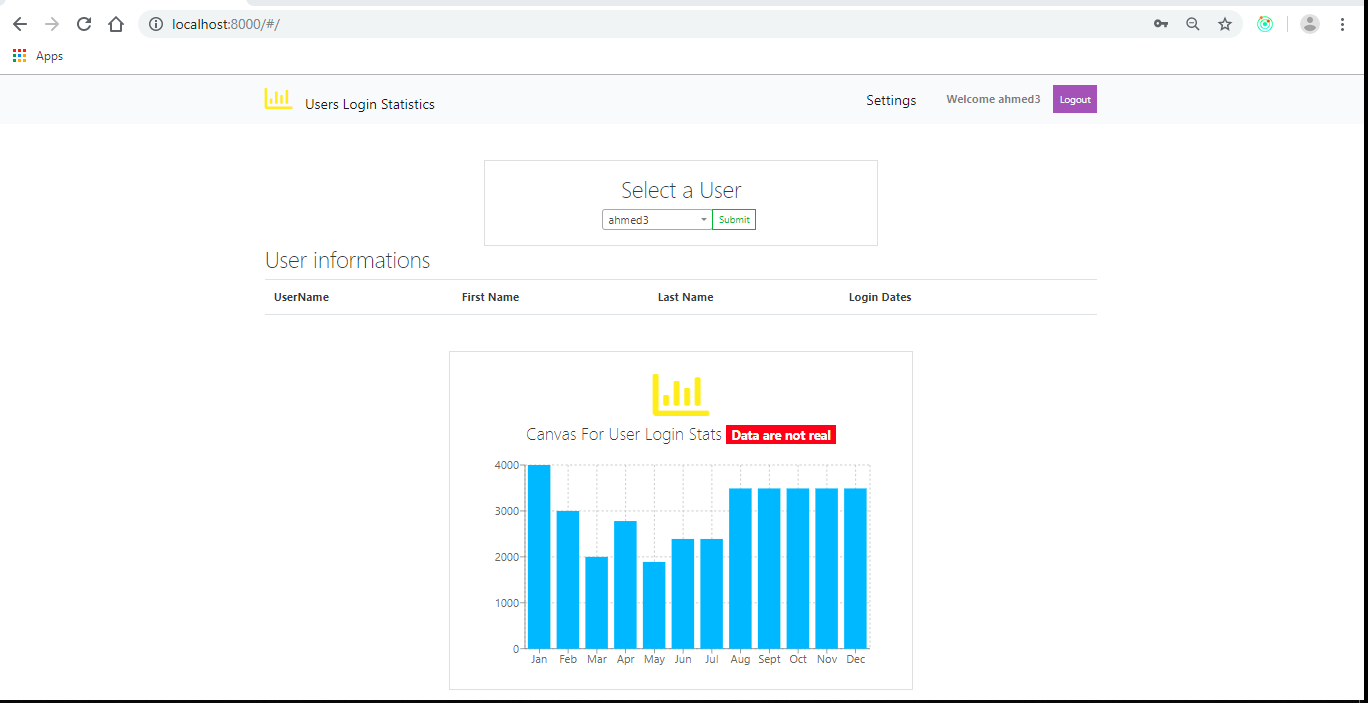 localhost:8000/#/
Apps
Users Login Statistics Settings Welcome ahmed3 Logout
Select a User
ahmed3 Submit
User informations
UserName First Name Last Name Login Dates
Canvas For User Login Stats Data are not real
4000
3000
2000
1000
0
Jan Feb Mar Apr May Jun Jul Aug Sept Oct Nov Dec